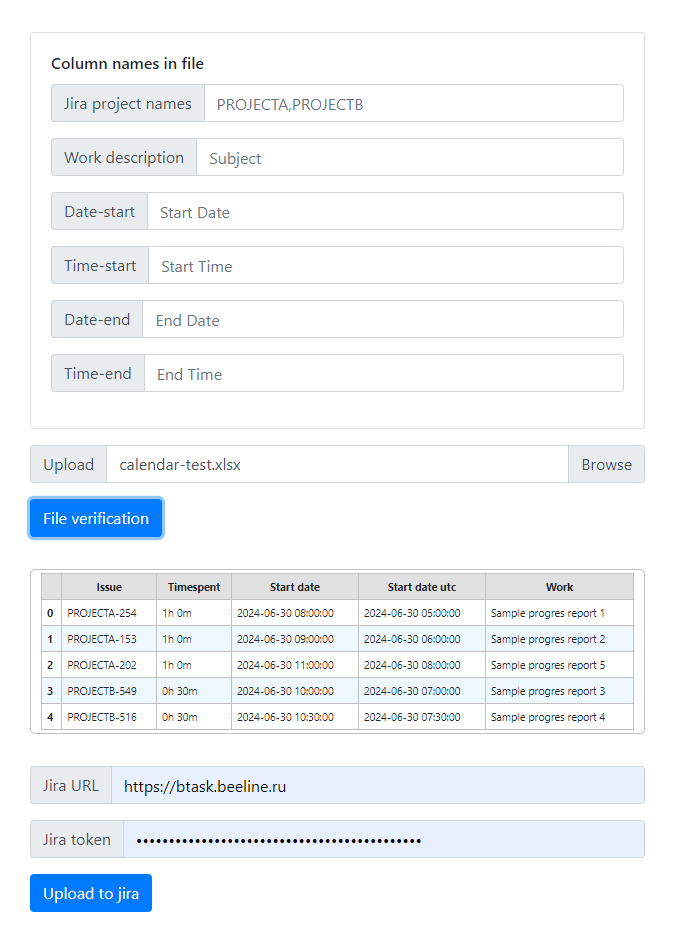 Column names in file
Jira project names PROJECTA,PROJECTB
Work description Subject
Date-start Start Date
Time-start Start Time
Date-end End Date
Time-end End Time
Upload calendar-test.xlsx Browse
File verification
Issue Timespent Start date Start date utc Work
0 PROJECTA-254 1h 0m 2024-06-30 08:00:00 2024-06-30 05:00:00 Sample progres report 1
1 PROJECTA-153 1h 0m 2024-06-30 09:00:00 2024-06-30 06:00:00 Sample progres report 2
2 PROJECTA-202 1h 0m 2024-06-30 11:00:00 2024-06-30 08:00:00 Sample progres report 5
3 PROJECTB-549 0h 30m 2024-06-30 10:00:00 2024-06-30 07:00:00 Sample progres report 3
4 PROJECTB-516 0h 30m 2024-06-30 10:30:00 2024-06-30 07:30:00 Sample progres report 4
Jira URL https://btask.beeline.ru
Jira token ••••••••••••••••••••••••••••••••••••••••••••
Upload to jira